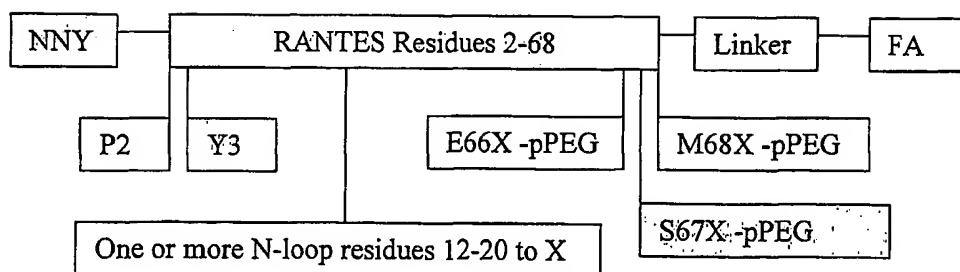 NNY
RANTES Residues 2-68
Linker
FA
P2
Y3
E66X -pPEG
M68X -pPEG
S67X -pPEG
One or more N-loop residues 12-20 to X